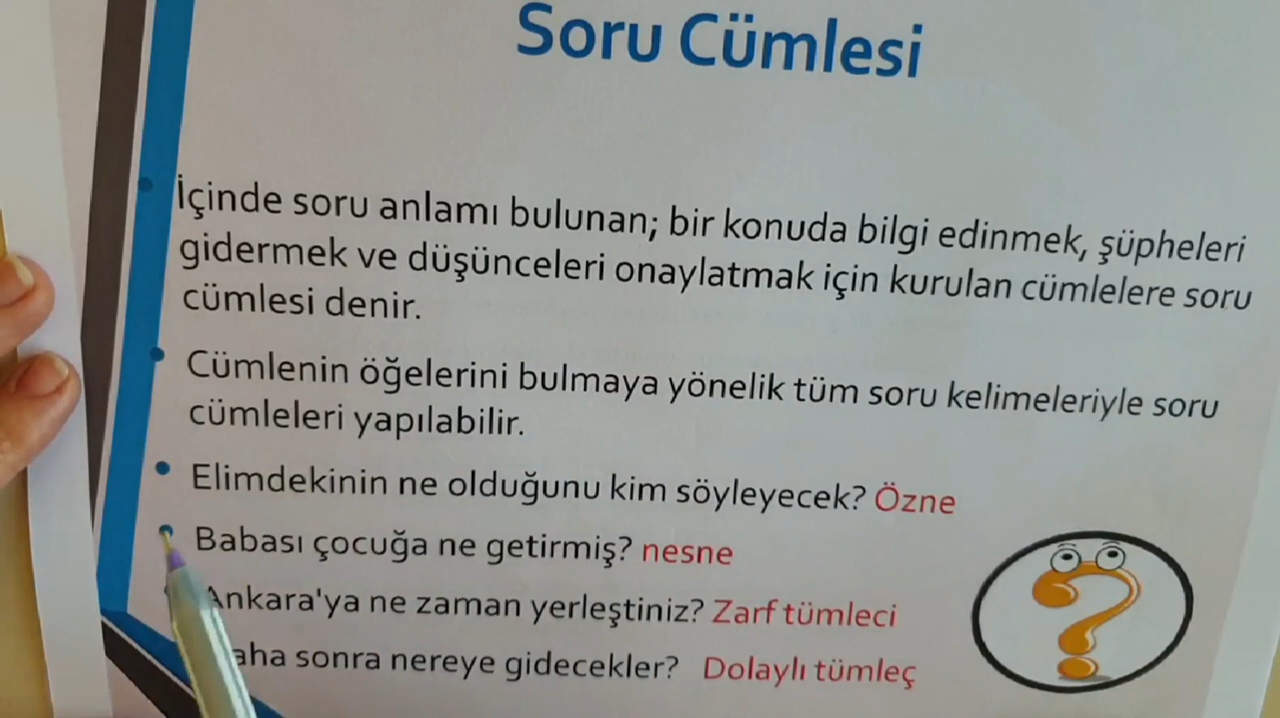 Soru Cümlesi
İçinde soru anlamı bulunan; bir konuda bilgi edinmek, şüpheleri
gidermek ve düşünceleri onaylatmak için kurulan cümlelere soru
cümlesi denir.
Cümlenin öğelerini bulmaya yönelik tüm soru kelimeleriyle soru
cümleleri yapılabilir.
Elimdekinin ne olduğunu kim söyleyecek? Özne
Babası çocuğa ne getirmiş? nesne
Ankara'ya ne zaman yerleştiniz? Zarf tümleci
sonra nereye gidecekler? Dolaylı tümleç